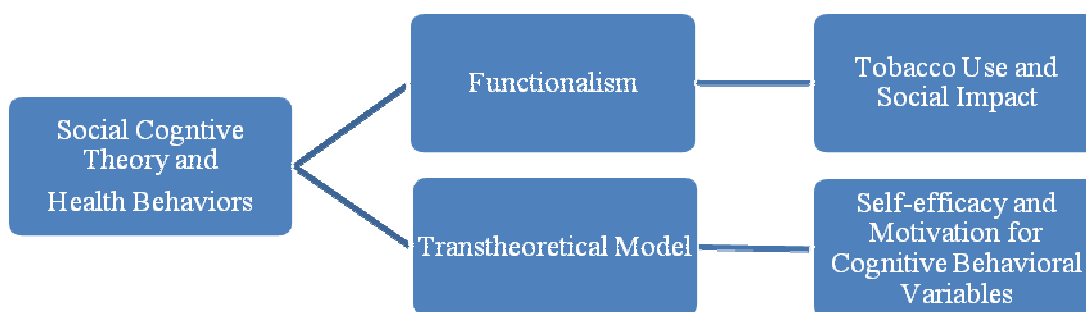 Social Cogntive
Theory and
Health Behaviors
Functionalism
Tobacco Use and
Social Impact
Transtheoretical Model
Self-efficacy and
Motivation for
Cognitive Behavioral
Variables